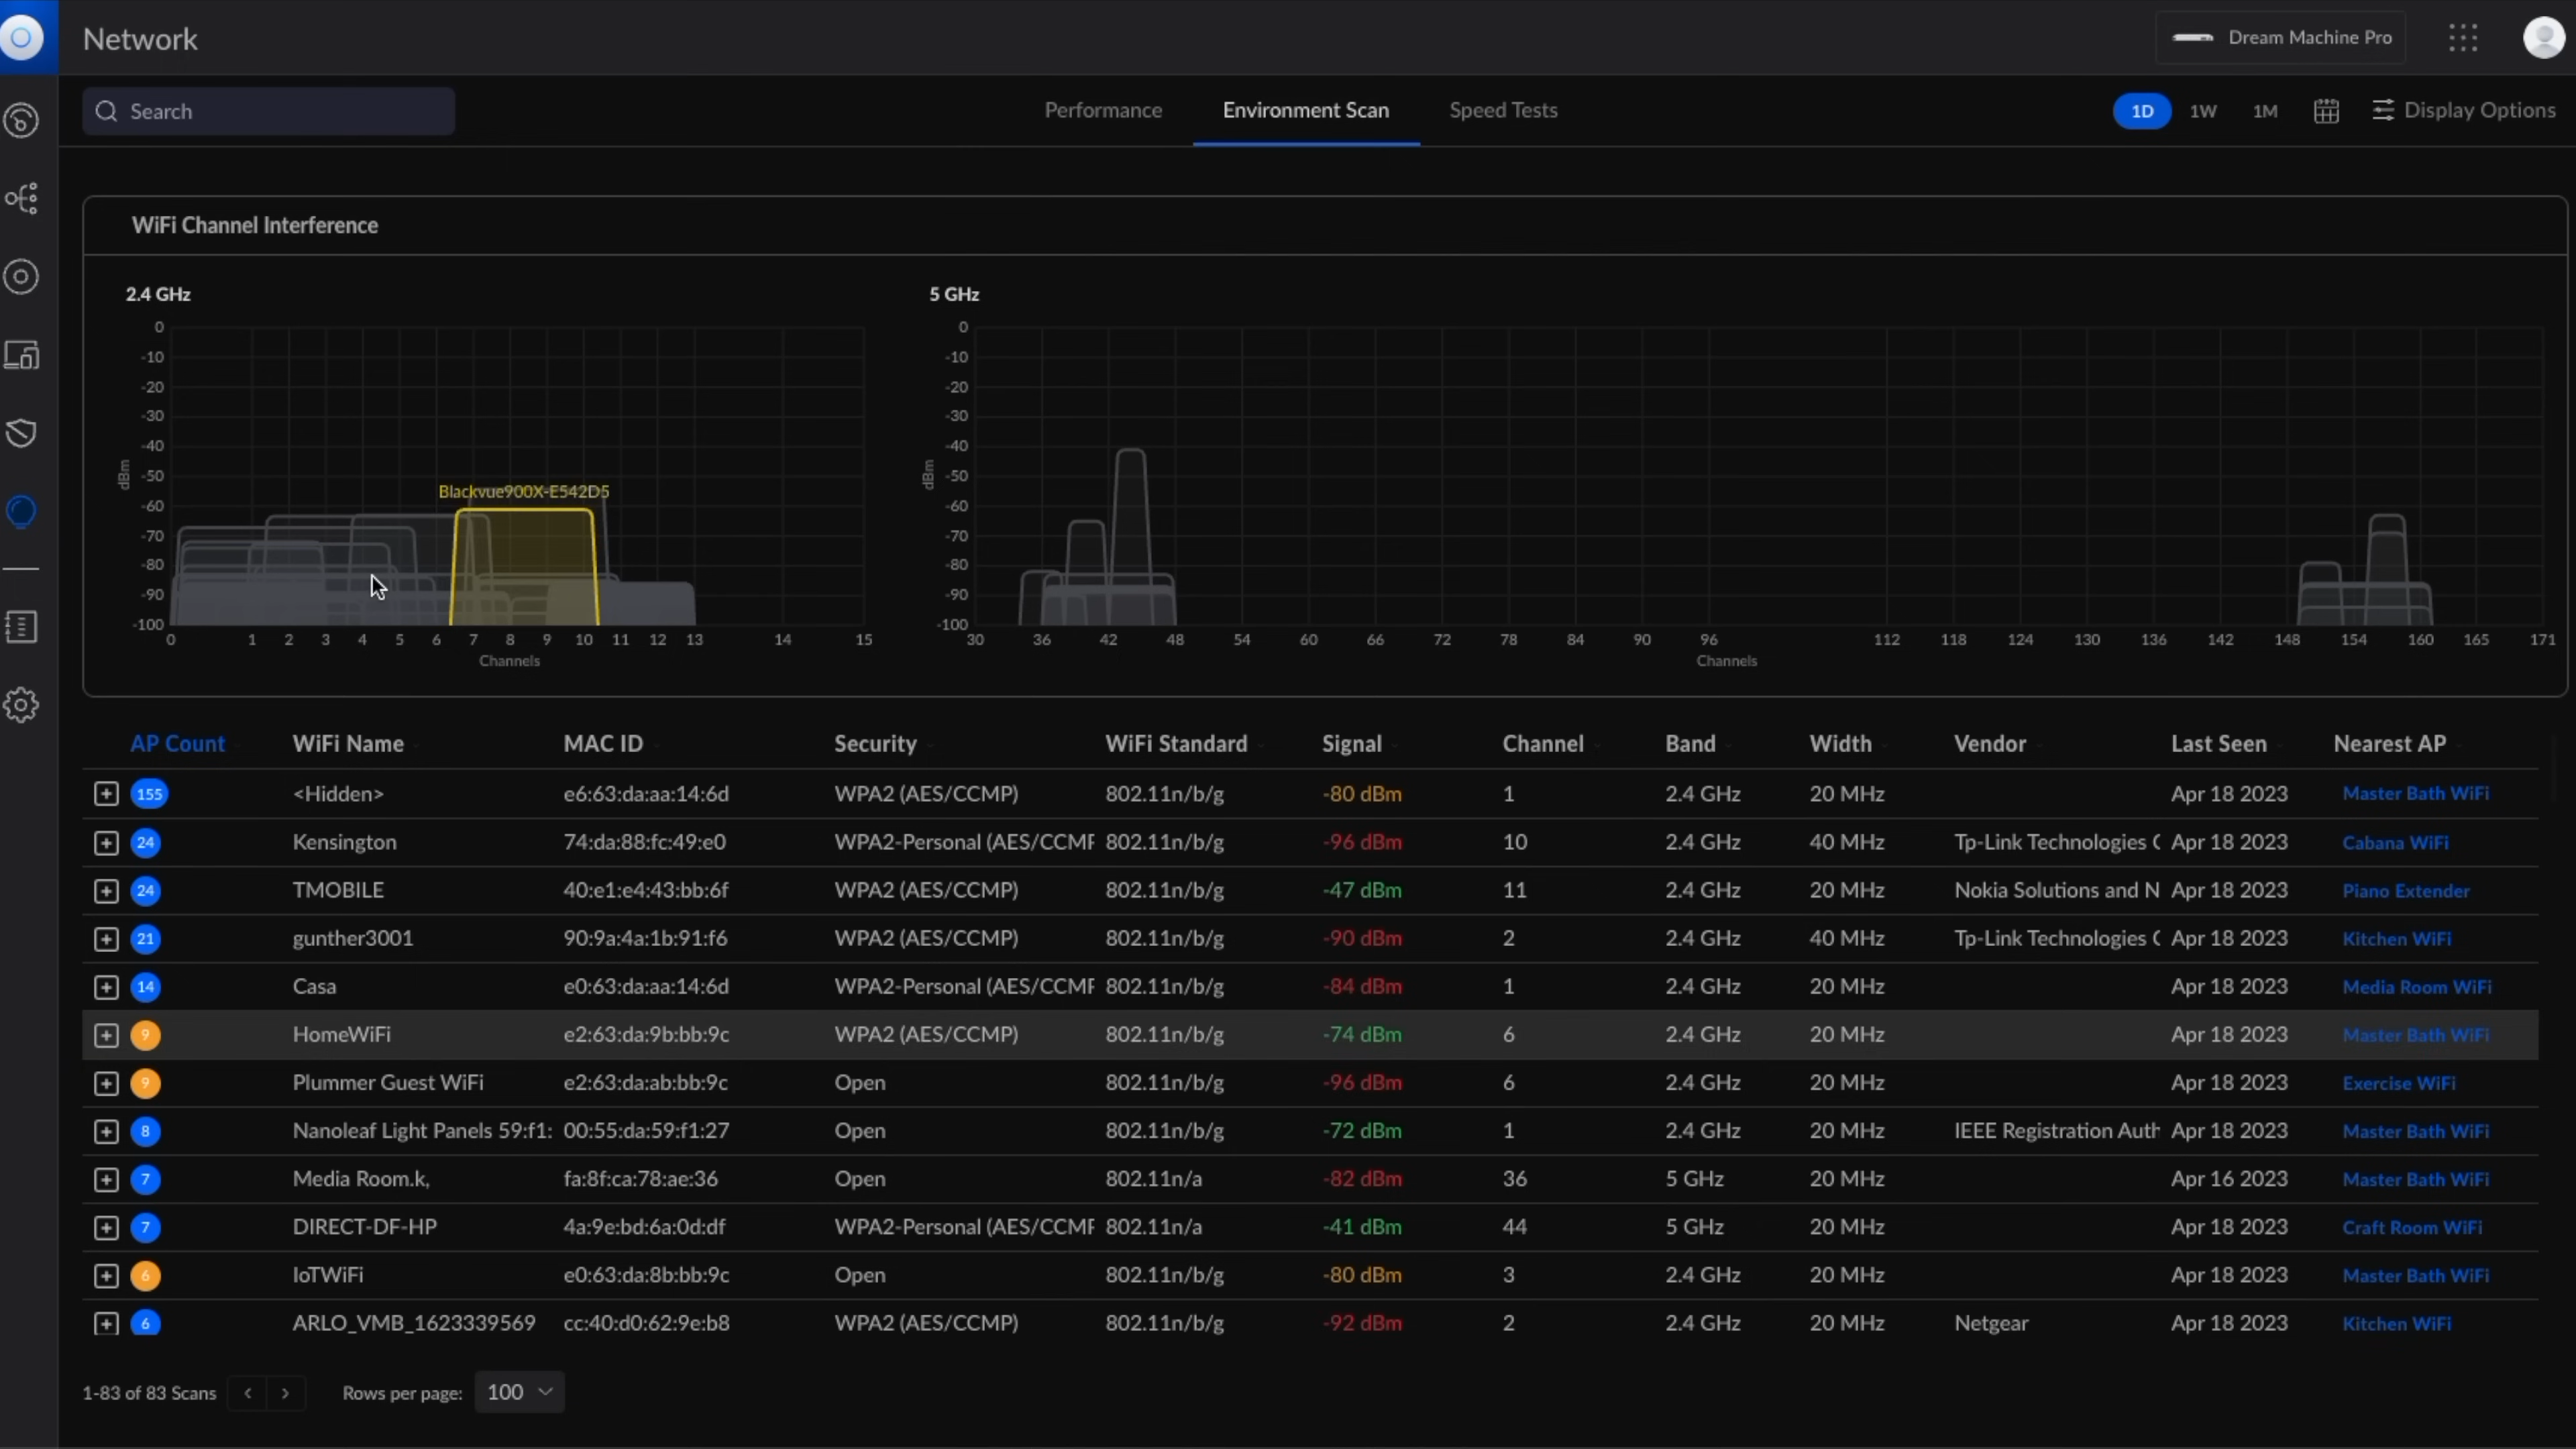 Network
Dream Machine Pro
Search
Performance Environment Scan Speed Tests
1D 1W 1M Display Options
WiFi Channel Interference
2.4 GHz
0
-10
-20
-30
-40
-50
-60
-70
-80
-90
-100
dBm
Blackvue900X-E542D5
0 1 2 3 4 5 6 7 8 9 10 11 12 13 14 15
Channels
5 GHz
0
-10
-20
-30
-40
-50
-60
-70
-80
-90
-100
dBm
30 36 42 48 54 60 66 72 78 84 90 96 112 118 124 130 136 142 148 154 160 165 171
Channels
AP Count WiFi Name MAC ID Security WiFi Standard Signal Channel Band Width Vendor Last Seen Nearest AP
155 <Hidden> e6:63:da:aa:14:6d WPA2 (AES/CCMP) 802.11n/b/g -80 dBm 1 2.4 GHz 20 MHz Apr 18 2023 Master Bath WiFi
24 Kensington 74:da:88:fc:49:e0 WPA2-Personal (AES/CCMP 802.11n/b/g -96 dBm 10 2.4 GHz 40 MHz Tp-Link Technologies C Apr 18 2023 Cabana WiFi
24 TMOBILE 40:e1:e4:43:bb:6f WPA2 (AES/CCMP) 802.11n/b/g -47 dBm 11 2.4 GHz 20 MHz Nokia Solutions and N Apr 18 2023 Piano Extender
21 gunther3001 90:9a:4a:1b:91:f6 WPA2 (AES/CCMP) 802.11n/b/g -90 dBm 2 2.4 GHz 40 MHz Tp-Link Technologies C Apr 18 2023 Kitchen WiFi
14 Casa e0:63:da:aa:14:6d WPA2-Personal (AES/CCMP 802.11n/b/g -84 dBm 1 2.4 GHz 20 MHz Apr 18 2023 Media Room WiFi
9 HomeWiFi e2:63:da:9b:bb:9c WPA2 (AES/CCMP) 802.11n/b/g -74 dBm 6 2.4 GHz 20 MHz Apr 18 2023 Master Bath WiFi
9 Plummer Guest WiFi e2:63:da:ab:bb:9c Open 802.11n/b/g -96 dBm 6 2.4 GHz 20 MHz Apr 18 2023 Exercise WiFi
8 Nanoleaf Light Panels 59:f1: 00:55:da:59:f1:27 Open 802.11n/b/g -72 dBm 1 2.4 GHz 20 MHz IEEE Registration Auth Apr 18 2023 Master Bath WiFi
7 Media Room.k, fa:8f:ca:78:ae:36 Open 802.11n/a -82 dBm 36 5 GHz 20 MHz Apr 16 2023 Master Bath WiFi
7 DIRECT-DF-HP 4a:9e:bd:6a:0d:df WPA2-Personal (AES/CCMP 802.11n/a -41 dBm 44 5 GHz 20 MHz Apr 18 2023 Craft Room WiFi
6 IoTWiFi e0:63:da:8b:bb:9c Open 802.11n/b/g -80 dBm 3 2.4 GHz 20 MHz Apr 18 2023 Master Bath WiFi
6 ARLO_VMB_1623339569 cc:40:d0:62:9e:b8 WPA2 (AES/CCMP) 802.11n/b/g -92 dBm 2 2.4 GHz 20 MHz Netgear Apr 18 2023 Kitchen WiFi
1-83 of 83 Scans Rows per page: 100